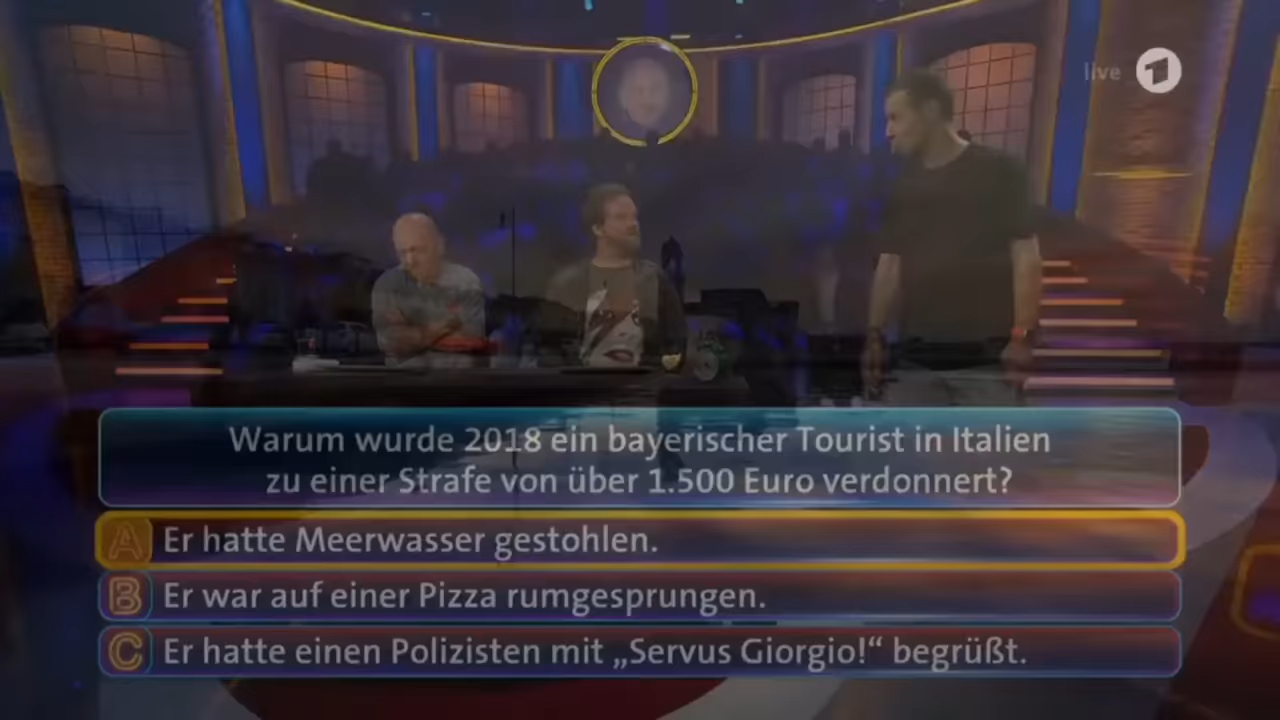 live 1
Warum wurde 2018 ein bayerischer Tourist in Italien
zu einer Strafe von über 1.500 Euro verdonnert?
A Er hatte Meerwasser gestohlen.
B Er war auf einer Pizza rumgesprungen.
C Er hatte einen Polizisten mit „Servus Giorgio!“ begrüßt.